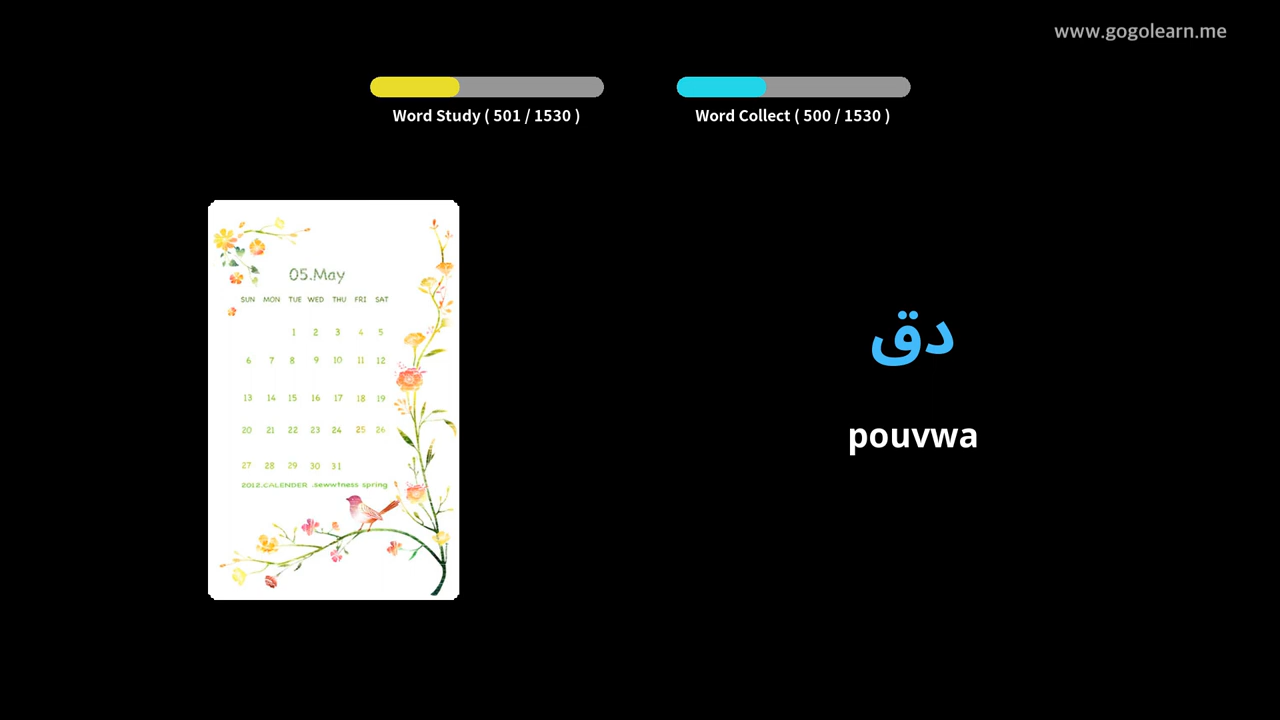 www.gogolearn.me
Word Study ( 501 / 1530 )
Word Collect ( 500 / 1530 )
05.May
SUN MON TUE WED THU FRI SAT
1 2 3 4 5
6 7 8 9 10 11 12
13 14 15 16 17 18 19
20 21 22 23 24 25 26
27 28 29 30 31
2012.CALENDER .sewwtness spring
دق
pouvwa